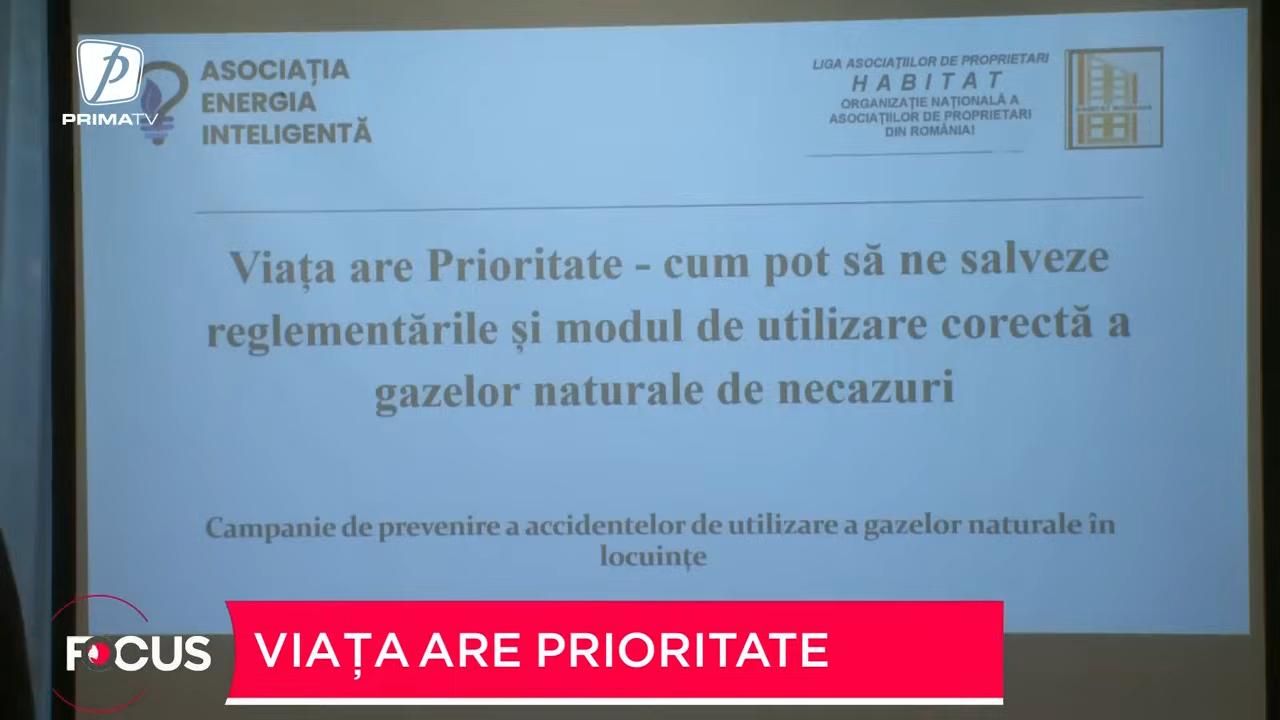 PRIMATV
ASOCIAȚIA
ENERGIA
INTELIGENTĂ
LIGA ASOCIAȚIILOR DE PROPRIETARI
HABITAT
ORGANIZAȚIE NAȚIONALĂ A
ASOCIAȚIILOR DE PROPRIETARI
DIN ROMÂNIA!
Viața are Prioritate - cum pot să ne salveze
reglementările și modul de utilizare corectă a
gazelor naturale de necazuri
Campanie de prevenire a accidentelor de utilizare a gazelor naturale în
locuințe
FOCUS
VIAȚA ARE PRIORITATE